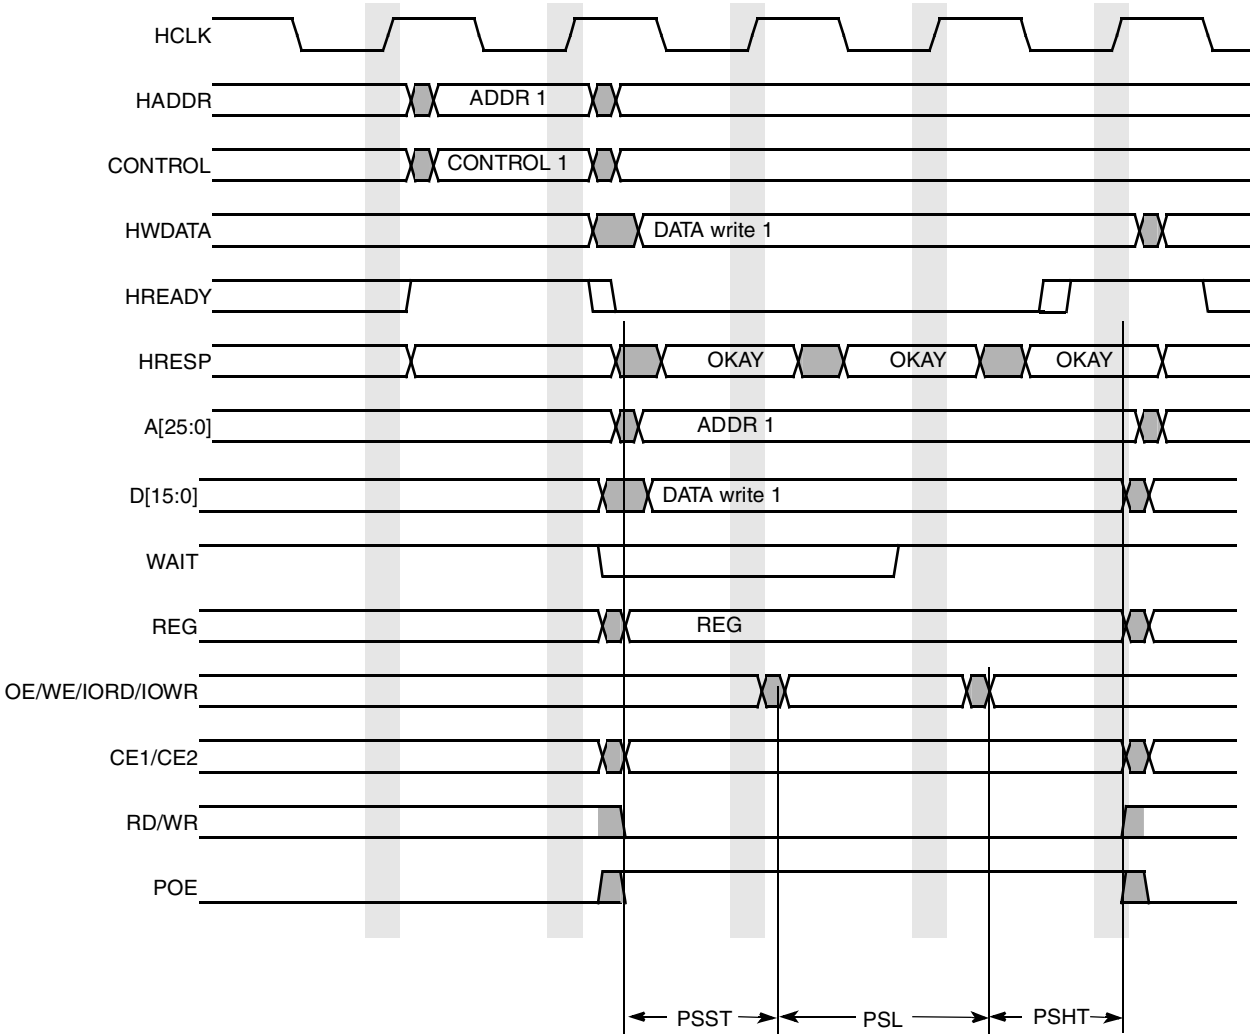 HCLK
HADDR
ADDR 1
CONTROL
CONTROL 1
HWDATA
DATA write 1
HREADY
HRESP
OKAY
OKAY
OKAY
A[25:0]
ADDR 1
D[15:0]
DATA write 1
WAIT
REG
REG
OE/WE/IORD/IOWR
CE1/CE2
RD/WR
POE
PSST
PSL
PSHT